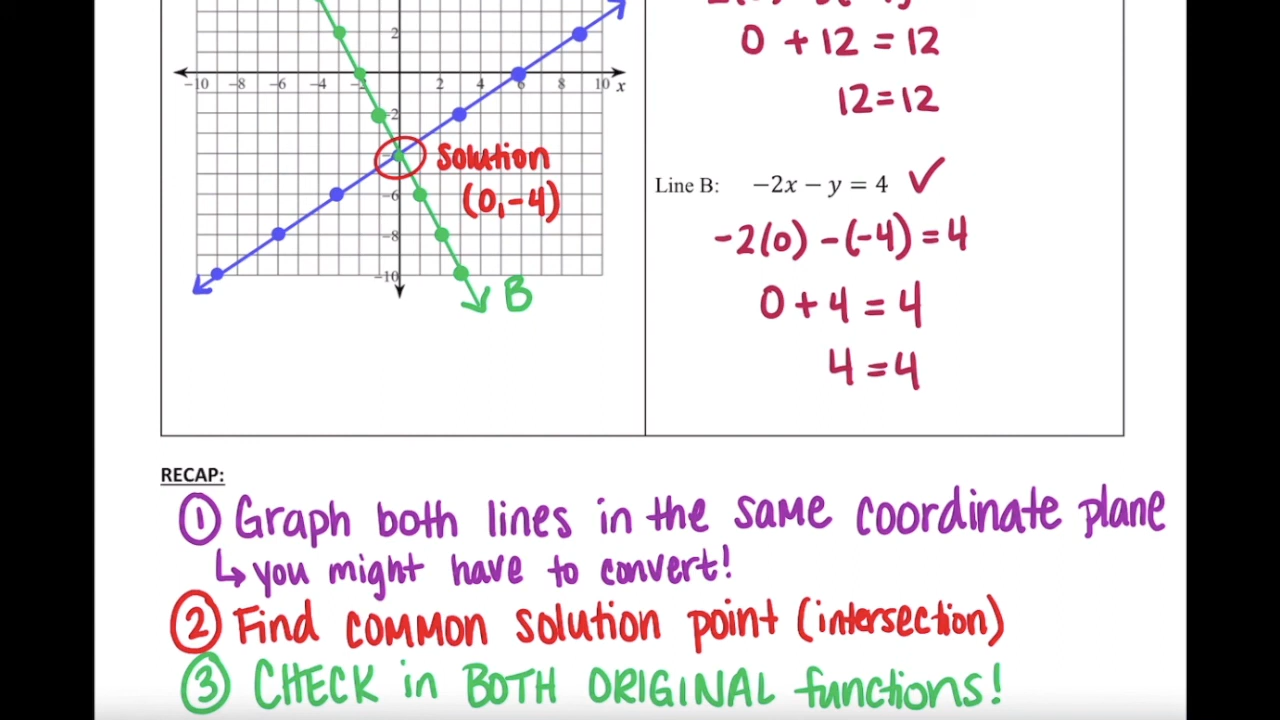 2
-10 -8 -6 -4 2 4 6 8 10 x
-2
-6
-8
-10
Solution
(0,-4)
B
0 + 12 = 12
12=12
Line B: −2x − y = 4 ✓
-2(0) -(-4) = 4
0 + 4 = 4
4 = 4
RECAP:
① Graph both lines in the same coordinate plane
↳ you might have to convert!
② Find COMMON solution point (intersection)
③ CHECK in BOTH ORIGINAL functions!